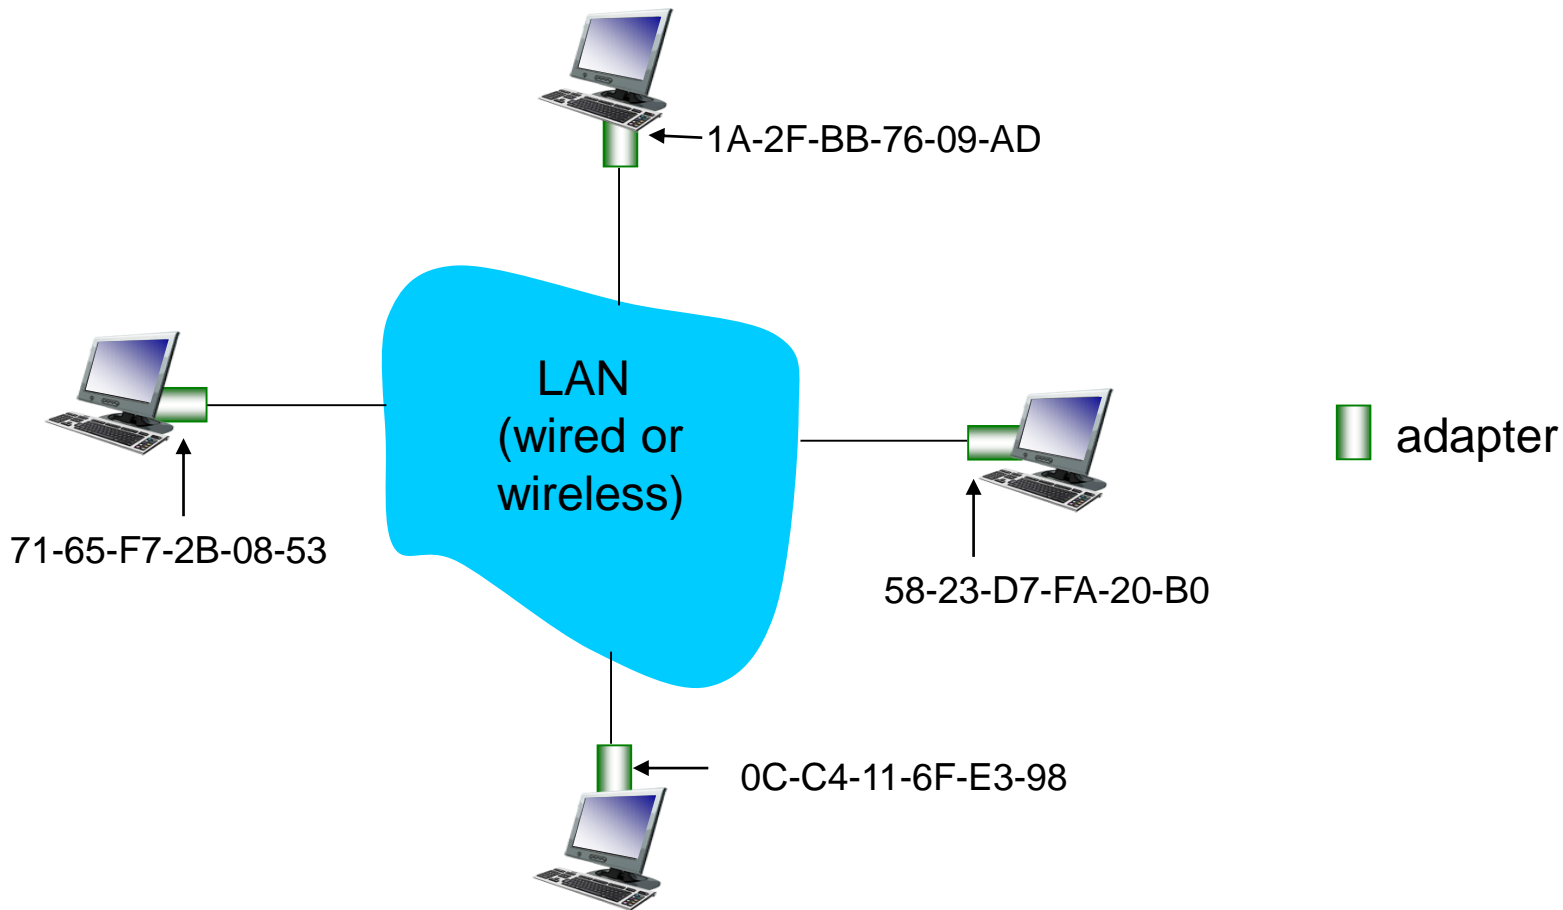 1A-2F-BB-76-09-AD
LAN
(wired or
wireless)
adapter
71-65-F7-2B-08-53
58-23-D7-FA-20-B0
0C-C4-11-6F-E3-98